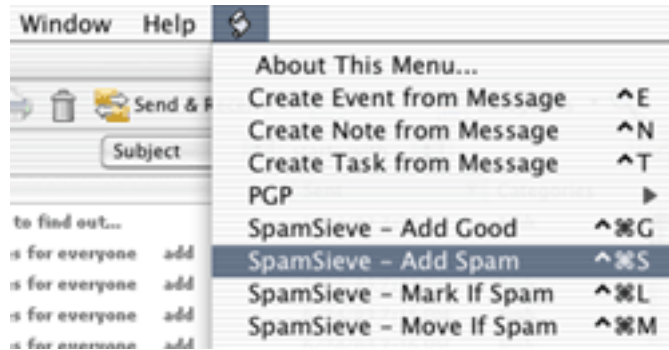 Window Help
About This Menu...
Create Event from Message ^E
Send & R
Create Note from Message ^N
Subject
Create Task from Message ^T
PGP
to find out...
SpamSieve – Add Good ^⌘G
s for everyone add
SpamSieve – Add Spam ^⌘S
s for everyone add
SpamSieve – Mark If Spam ^⌘L
s for everyone add
SpamSieve – Move If Spam ^⌘M
s for everyone add